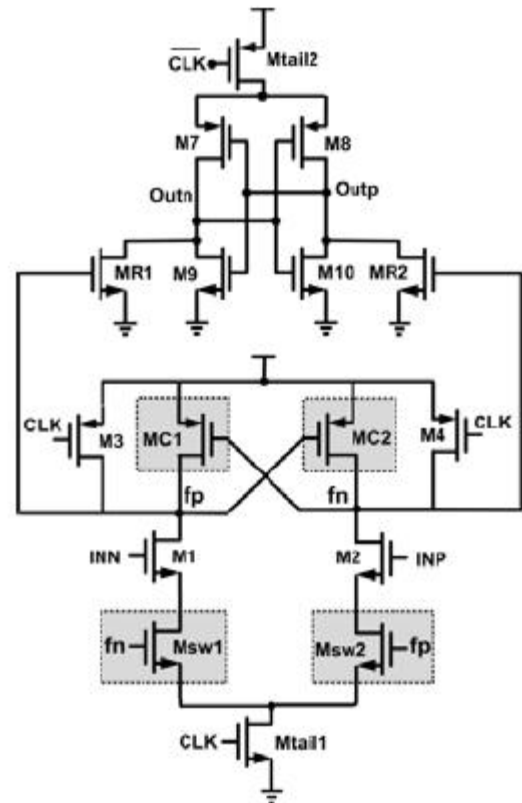 Mtail2
C̅L̅K̅
M7
M8
Outn
Outp
MR1
M9
M10
MR2
CLK
M3
MC1
MC2
M4
CLK
fp
fn
INN
M1
M2
INP
fn
Msw1
Msw2
fp
CLK
Mtail1